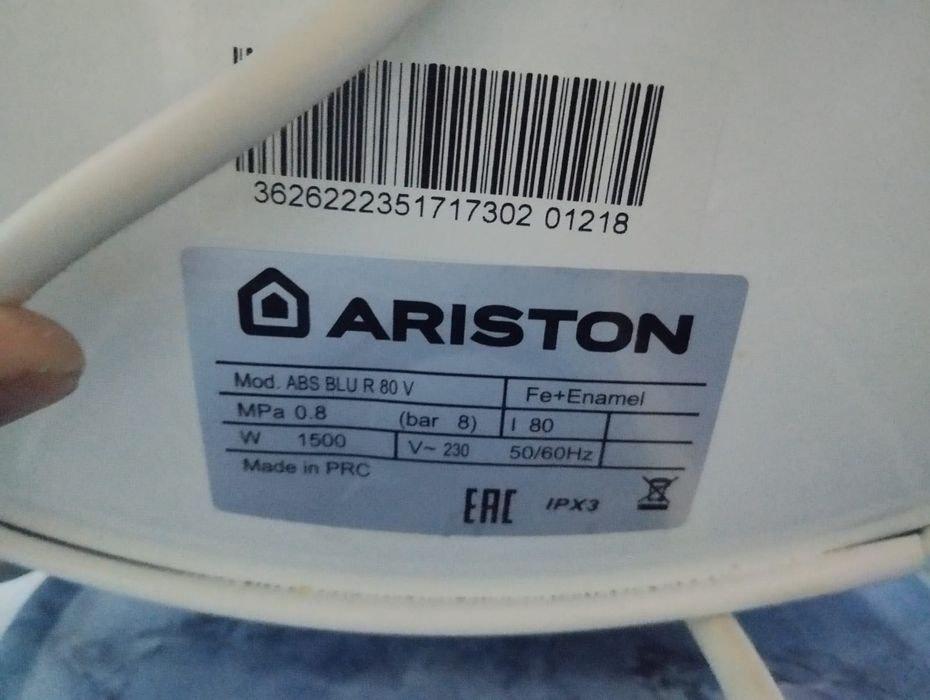 3626222351717302 01218
ARISTON
Mod. ABS BLU R 80 V Fe+Enamel
MPa 0.8 (bar 8) l 80
W 1500 V~ 230 50/60Hz
Made in PRC
EAC IPX3